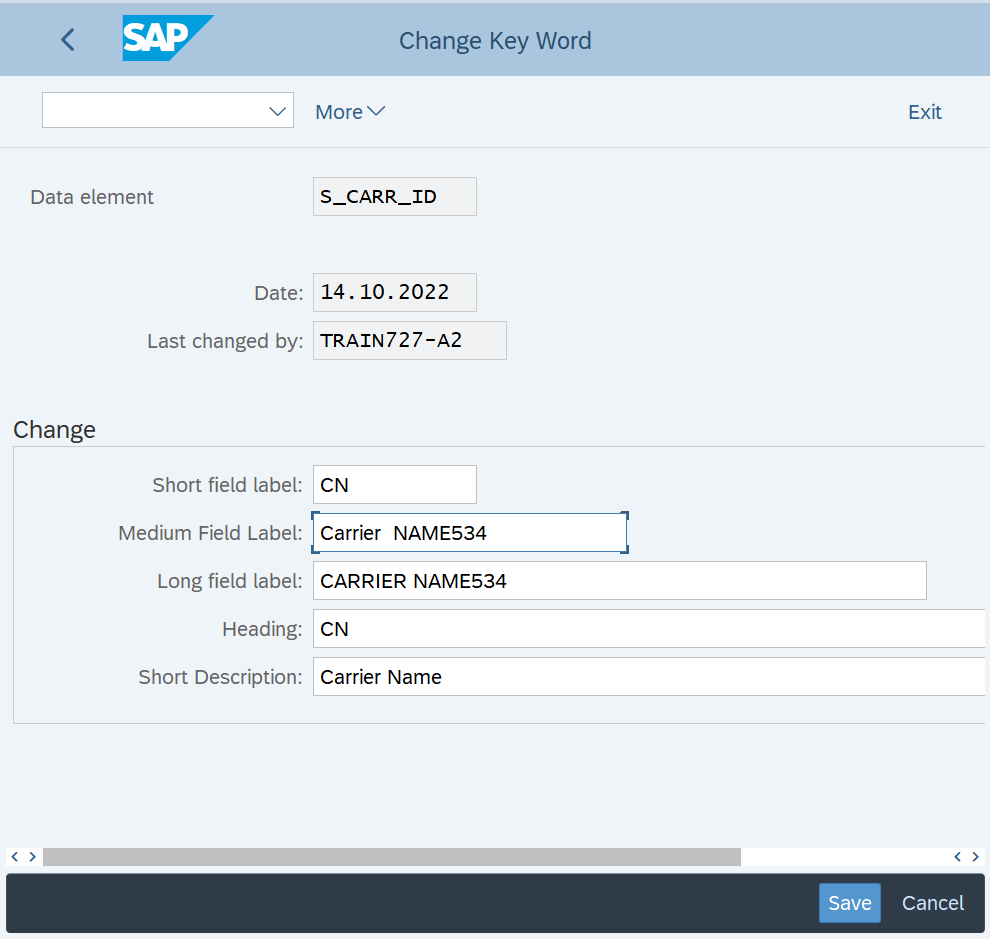 SAP Change Key Word
More Exit
Data element S_CARR_ID
Date: 14.10.2022
Last changed by: TRAIN727-A2
Change
Short field label: CN
Medium Field Label: Carrier  NAME534
Long field label: CARRIER NAME534
Heading: CN
Short Description: Carrier Name
Save Cancel